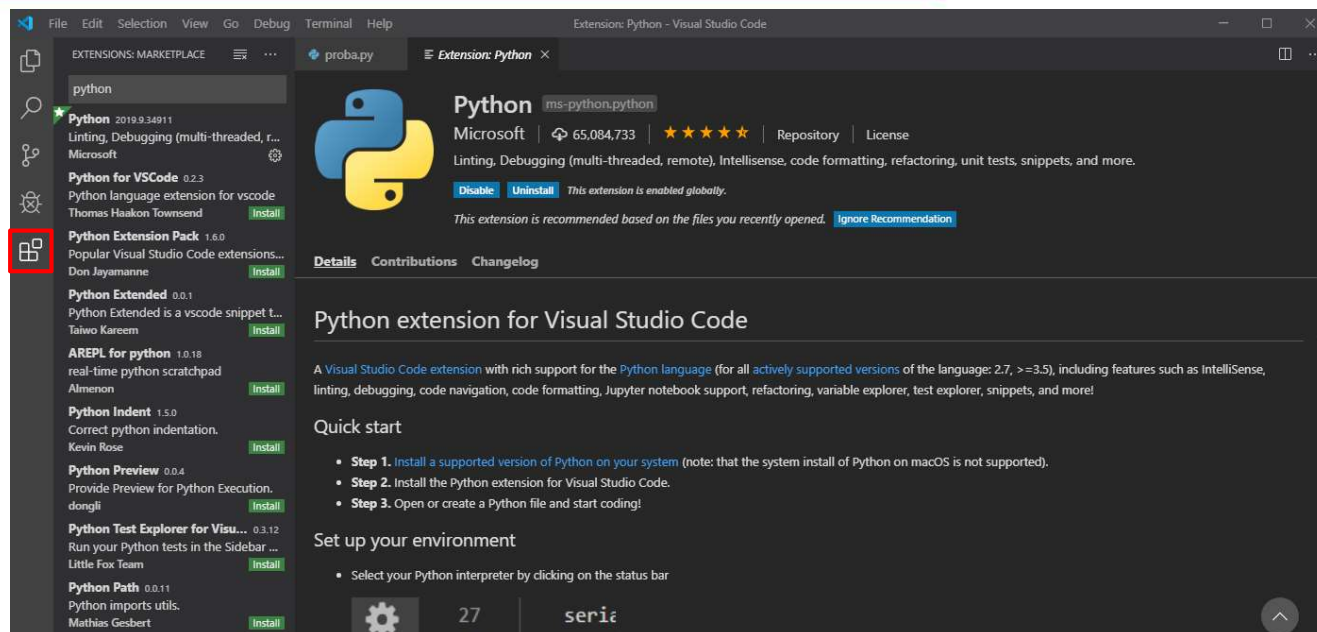 File Edit Selection View Go Debug Terminal Help
Extension: Python - Visual Studio Code
EXTENSIONS: MARKETPLACE
python
Python 2019.9.34911
Linting, Debugging (multi-threaded, r...
Microsoft
Python for VSCode 0.2.3
Python language extension for vscode
Thomas Haakon Townsend Install
Python Extension Pack 1.6.0
Popular Visual Studio Code extensions...
Don Jayamanne Install
Python Extended 0.0.1
Python Extended is a vscode snippet t...
Taiwo Kareem Install
AREPL for python 1.0.18
real-time python scratchpad
Almenon Install
Python Indent 1.5.0
Correct python indentation.
Kevin Rose Install
Python Preview 0.0.4
Provide Preview for Python Execution.
dongli Install
Python Test Explorer for Visu... 0.3.12
Run your Python tests in the Sidebar ...
Little Fox Team Install
Python Path 0.0.11
Python imports utils.
Mathias Gesbert Install
proba.py
Extension: Python
Python ms-python.python
Microsoft 65,084,733 Repository License
Linting, Debugging (multi-threaded, remote), Intellisense, code formatting, refactoring, unit tests, snippets, and more.
Disable Uninstall This extension is enabled globally.
This extension is recommended based on the files you recently opened. Ignore Recommendation
Details Contributions Changelog
Python extension for Visual Studio Code
A Visual Studio Code extension with rich support for the Python language (for all actively supported versions of the language: 2.7, >=3.5), including features such as IntelliSense,
linting, debugging, code navigation, code formatting, Jupyter notebook support, refactoring, variable explorer, test explorer, snippets, and more!
Quick start
• Step 1. Install a supported version of Python on your system (note: that the system install of Python on macOS is not supported).
• Step 2. Install the Python extension for Visual Studio Code.
• Step 3. Open or create a Python file and start coding!
Set up your environment
• Select your Python interpreter by clicking on the status bar
27 seria